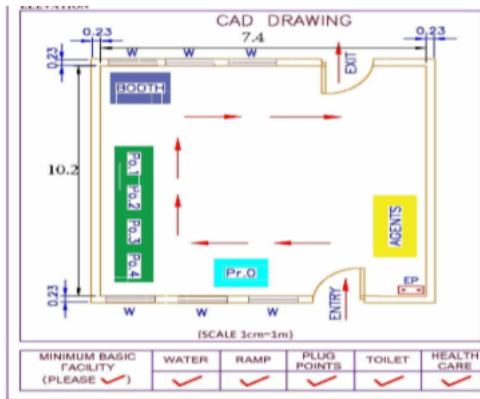 CAD DRAWING
0.23
7.4
0.23
W W W
0.23
EXIT
BOOTH
Po.1
Po.2
Po.3
Po.4
10.2
AGENTS
Pr.O
EP
0.23
ENTRY
W W W
(SCALE 1cm=1m)
MINIMUM BASIC FACILITY (PLEASE ✓)
WATER
RAMP
PLUG POINTS
TOILET
HEALTH CARE